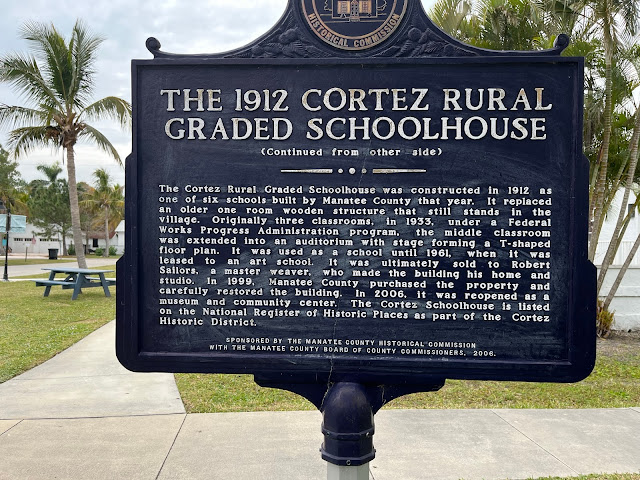 HISTORICAL COMMISSION
THE 1912 CORTEZ RURAL
GRADED SCHOOLHOUSE
(Continued from other side)
The Cortez Rural Graded Schoolhouse was constructed in 1912 as
one of six schools built by Manatee County that year. It replaced
an older one room wooden structure that still stands in the
village. Originally three classrooms, in 1933, under a Federal
Works Progress Administration program, the middle classroom
was extended into an auditorium with stage forming a T-shaped
floor plan. It was used as a school until 1961, when it was
leased to an art school. It was ultimately sold to Robert
Sailors, a master weaver, who made the building his home and
studio. In 1999, Manatee County purchased the property and
carefully restored the building. In 2006, it was reopened as a
museum and community center. The Cortez Schoolhouse is listed
on the National Register of Historic Places as part of the Cortez
Historic District.
SPONSORED BY THE MANATEE COUNTY HISTORICAL COMMISSION
WITH THE MANATEE COUNTY BOARD OF COUNTY COMMISSIONERS, 2006.